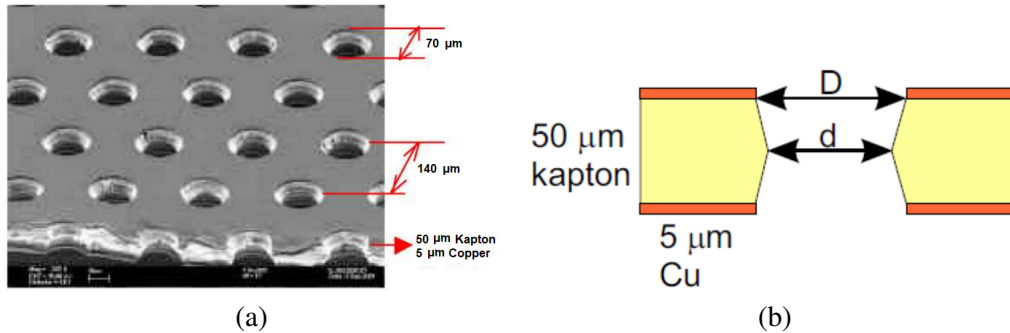 70 µm
140 µm
50 µm Kapton
5 µm Copper
(a)
D
d
50 µm
kapton
5 µm
Cu
(b)